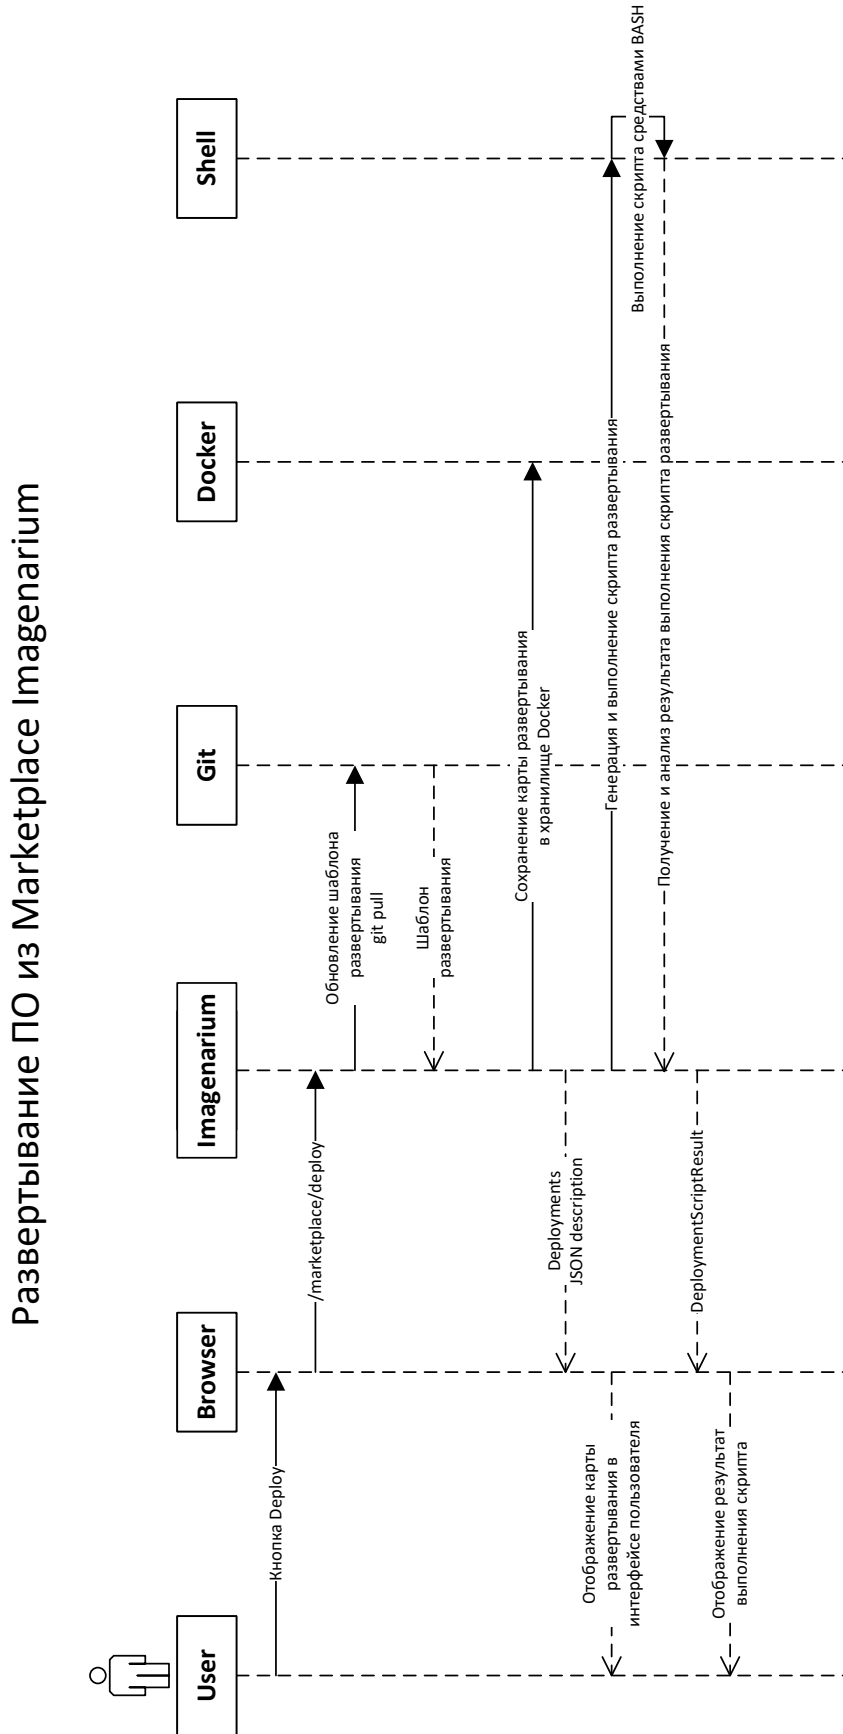 Развертывание ПО из Marketplace Imagenarium
User
Browser
Imagenarium
Git
Docker
Shell
Кнопка Deploy
/marketplace/deploy
Обновление шаблона
развертывания
git pull
Шаблон
развертывания
Сохранение карты развертывания
в хранилище Docker
Deployments
JSON description
Отображение карты
развертывания в
интерфейсе пользователя
Генерация и выполнение скрипта развертывания
Выполнение скрипта средствами BASH
Получение и анализ результата выполнения скрипта развертывания
DeploymentScriptResult
Отображение результат
выполнения скрипта